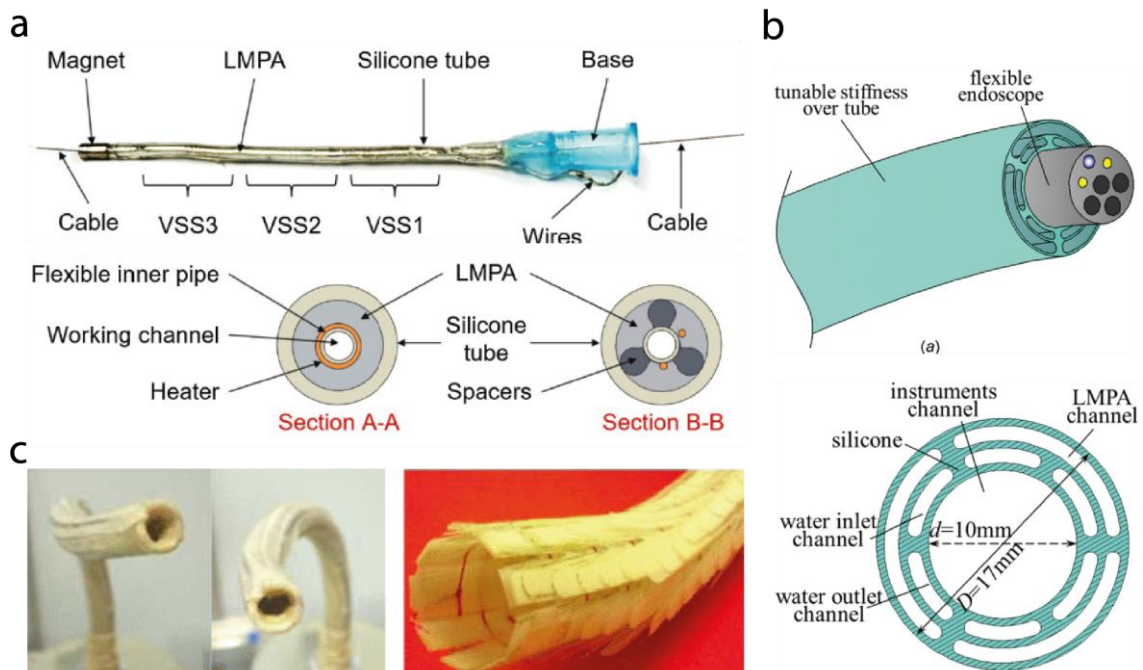 a
Magnet
LMPA
Silicone tube
Base
Cable
VSS3
VSS2
VSS1
Wires
Cable
Flexible inner pipe
LMPA
Working channel
Silicone
tube
Heater
Spacers
Section A-A
Section B-B
b
tunable stiffness
over tube
flexible
endoscope
(a)
instruments
channel
LMPA
channel
silicone
water inlet
channel
d=10mm
water outlet
channel
D=17mm
c